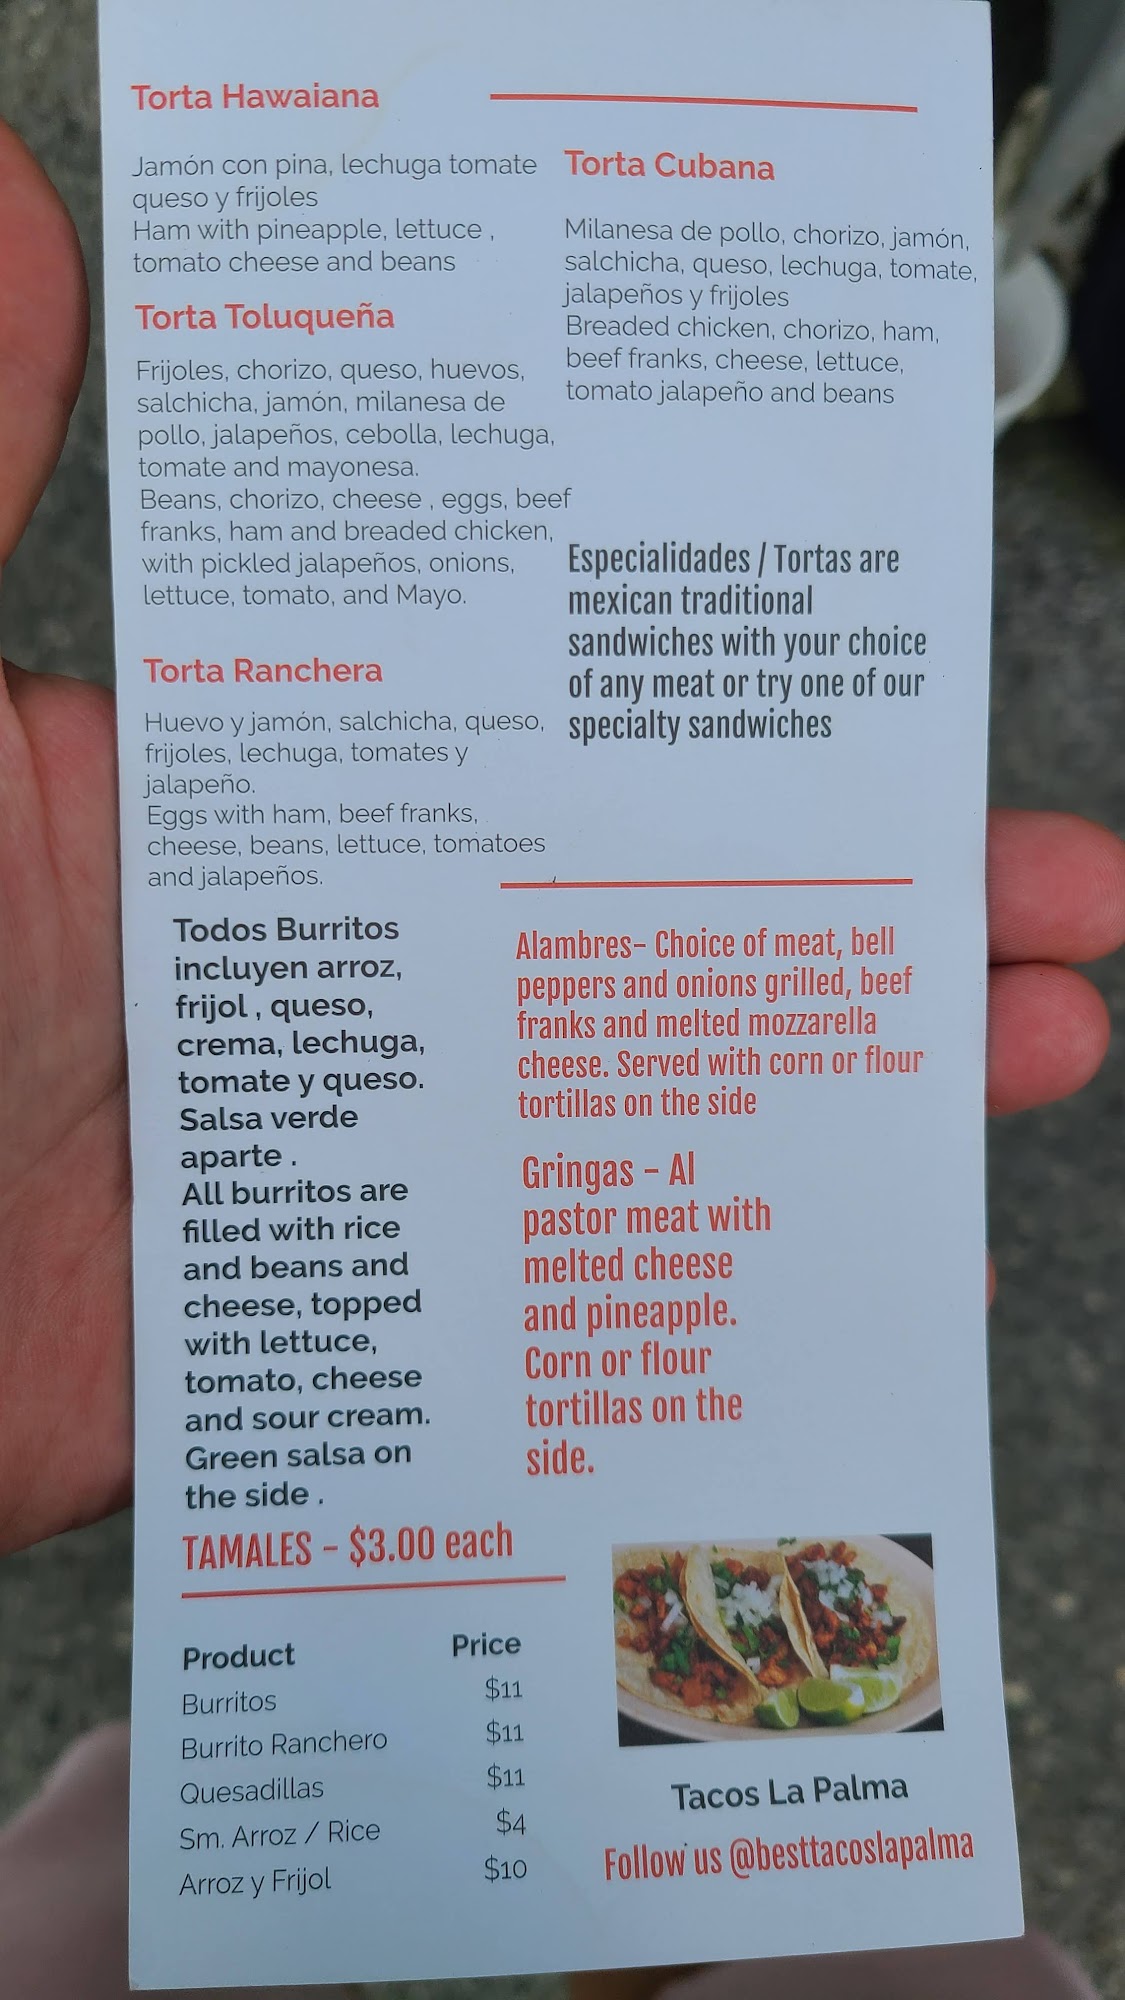 Torta Hawaiana
Jamón con pina, lechuga tomate
queso y frijoles
Ham with pineapple, lettuce ,
tomato cheese and beans
Torta Toluqueña
Frijoles, chorizo, queso, huevos,
salchicha, jamón, milanesa de
pollo, jalapeños, cebolla, lechuga,
tomate and mayonesa.
Beans, chorizo, cheese , eggs, beef
franks, ham and breaded chicken,
with pickled jalapeños, onions,
lettuce, tomato, and Mayo.
Torta Ranchera
Huevo y jamón, salchicha, queso,
frijoles, lechuga, tomates y
jalapeño.
Eggs with ham, beef franks,
cheese, beans, lettuce, tomatoes
and jalapeños.
Torta Cubana
Milanesa de pollo, chorizo, jamón,
salchicha, queso, lechuga, tomate,
jalapeños y frijoles
Breaded chicken, chorizo, ham,
beef franks, cheese, lettuce,
tomato jalapeño and beans
Especialidades / Tortas are
mexican traditional
sandwiches with your choice
of any meat or try one of our
specialty sandwiches
Todos Burritos
incluyen arroz,
frijol , queso,
crema, lechuga,
tomate y queso.
Salsa verde
aparte .
All burritos are
filled with rice
and beans and
cheese, topped
with lettuce,
tomato, cheese
and sour cream.
Green salsa on
the side .
Alambres- Choice of meat, bell
peppers and onions grilled, beef
franks and melted mozzarella
cheese. Served with corn or flour
tortillas on the side
Gringas - Al
pastor meat with
melted cheese
and pineapple.
Corn or flour
tortillas on the
side.
TAMALES - $3.00 each
Product Price
Burritos $11
Burrito Ranchero $11
Quesadillas $11
Sm. Arroz / Rice $4
Arroz y Frijol $10
Tacos La Palma
Follow us @besttacoslapalma